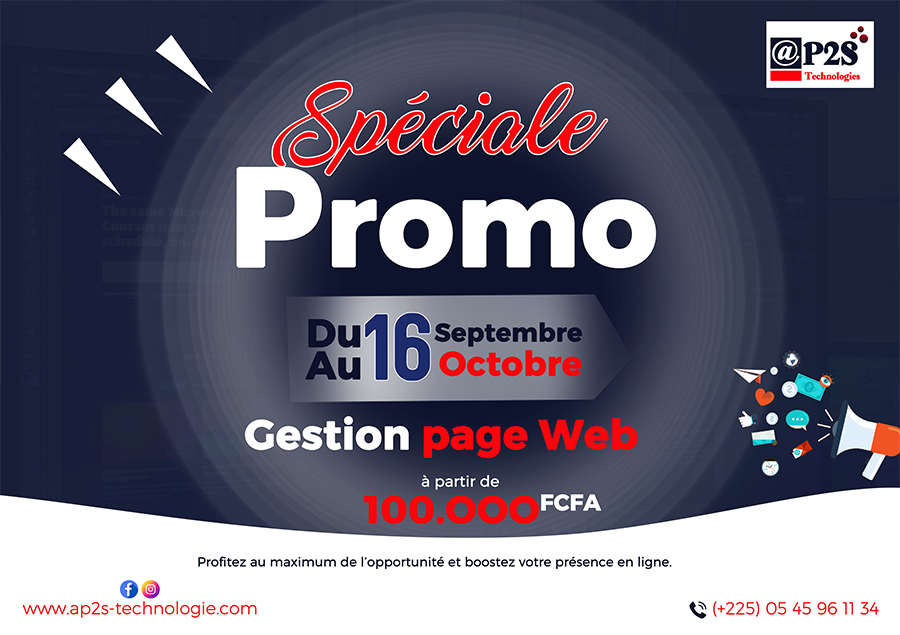 @P2S
Technologies
Spéciale
Promo
Du 16 Septembre
Au Octobre
Gestion page Web
à partir de
100.000 FCFA
Profitez au maximum de l'opportunité et boostez votre présence en ligne.
www.ap2s-technologie.com
(+225) 05 45 96 11 34